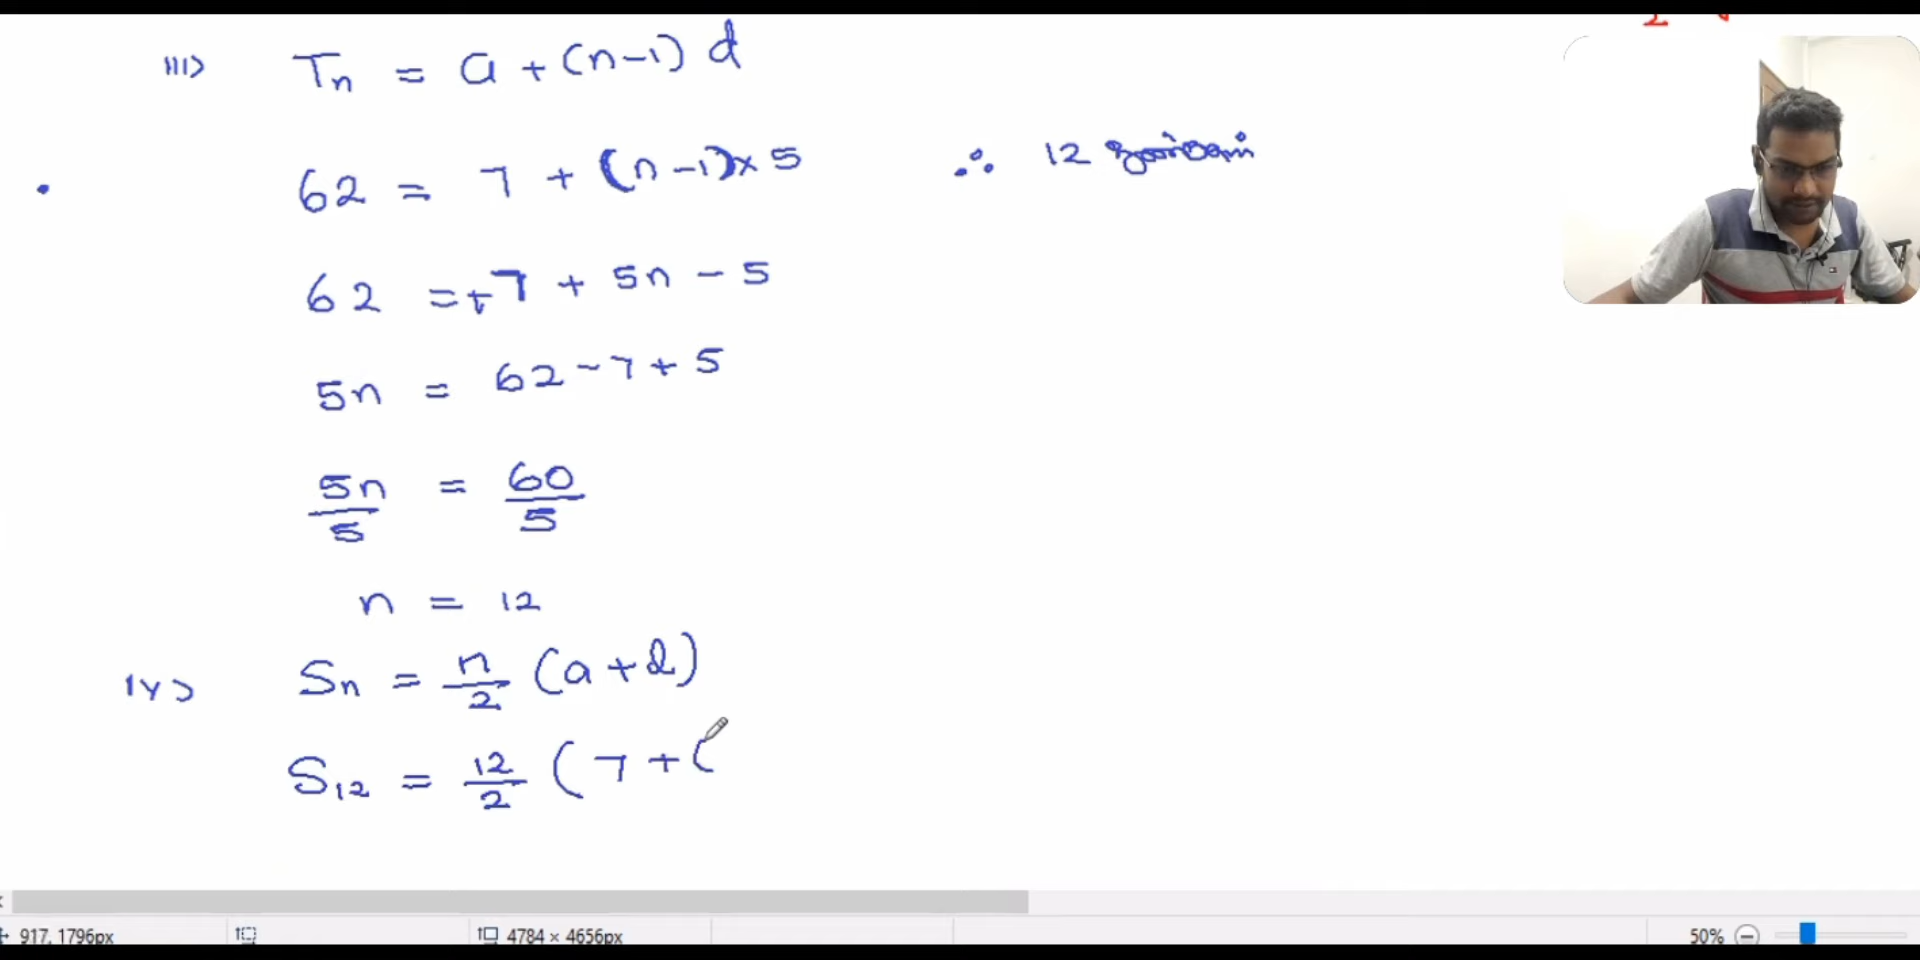 III> Tn = a + (n-1) d
62 = 7 + (n-1)x 5
∴ 12
62 =+7 + 5n - 5
5n = 62 - 7 + 5
5n/5 = 60/5
n = 12
IV> Sn = n/2 (a+l)
S12 = 12/2 ( 7 + (
917, 1796px
4784 × 4656px
50%